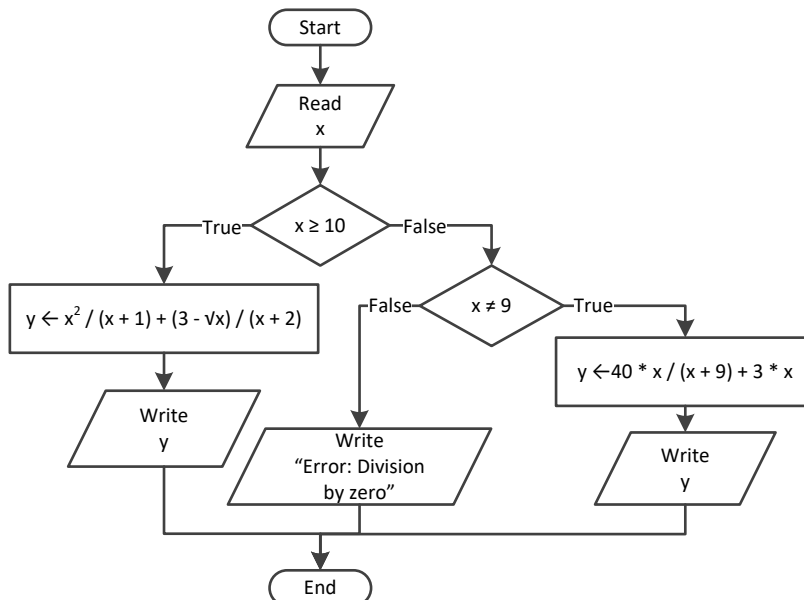 Start
Read
x
x ≥ 10
True
False
x ≠ 9
False
True
y ← x² / (x + 1) + (3 - √x) / (x + 2)
y ←40 * x / (x + 9) + 3 * x
Write
y
Write
“Error: Division
by zero”
Write
y
End